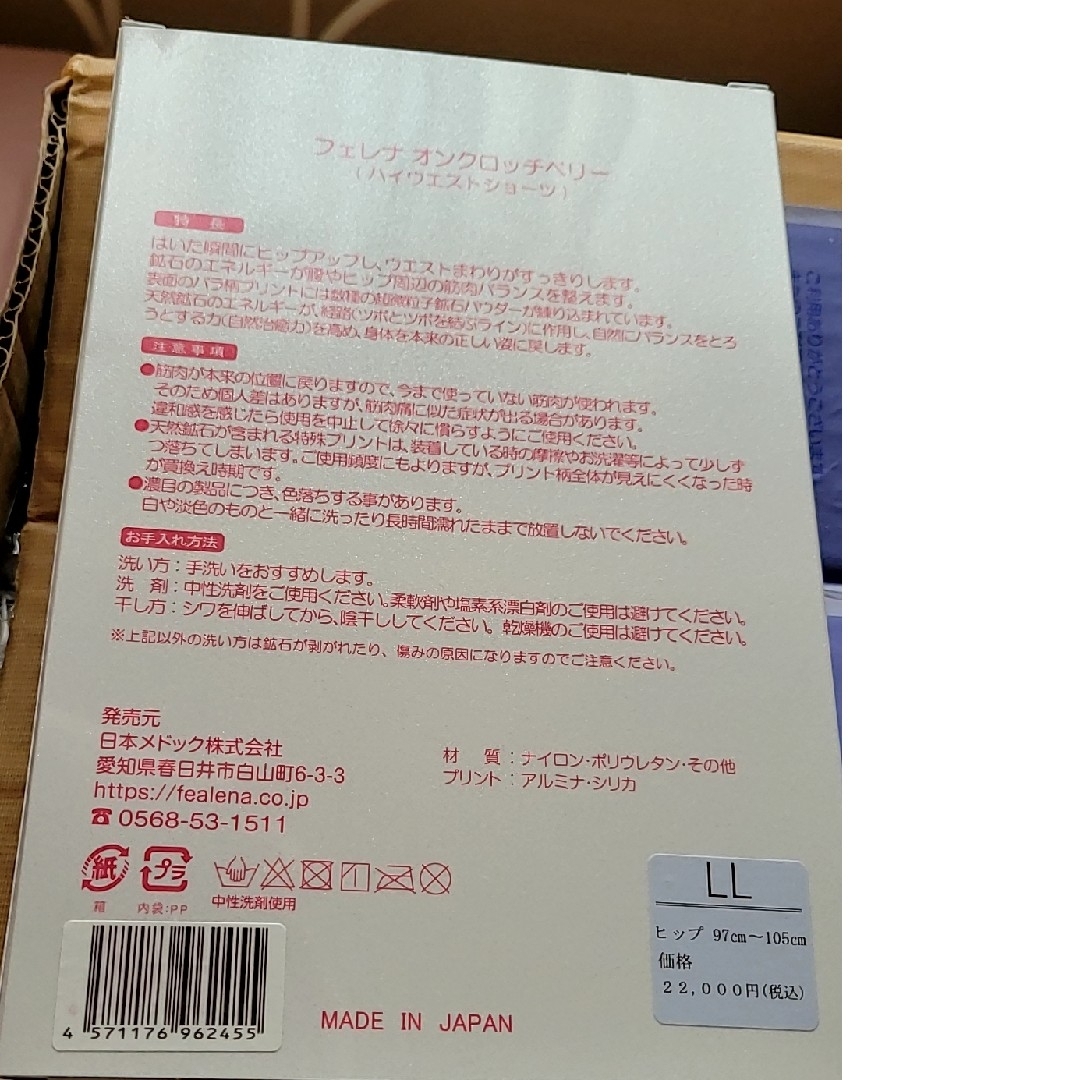 フェレナ オンクロッチベリー
(ハイウエストショーツ)
特長
はいた瞬間にヒップアップし、ウエストまわりがすっきりします。
鉱石のエネルギーが腹やヒップ周辺の筋肉バランスを整えます。
表面のバラ柄プリントには数種の超微粒子鉱石パウダーが練り込まれています。
天然鉱石のエネルギーが、経絡(ツボとツボを結ぶライン)に作用し、自然にバランスをとろ
うとする力(自然治癒力)を高め、身体を本来の正しい姿に戻します。
注意事項
●筋肉が本来の位置に戻りますので、今まで使っていない筋肉が使われます。
そのため個人差はありますが、筋肉痛に似た症状が出る場合があります。
違和感を感じたら使用を中止して徐々に慣らすようにご使用ください。
●天然鉱石が含まれる特殊プリントは、装着している時の摩擦やお洗濯等によって少しず
つ落ちてしまいます。ご使用頻度にもよりますが、プリント柄全体が見えにくくなった時
が買換え時期です。
●濃目の製品につき、色落ちする事があります。
白や淡色のものと一緒に洗ったり長時間濡れたままで放置しないでください。
お手入れ方法
洗い方：手洗いをおすすめします。
洗 剤：中性洗剤をご使用ください。柔軟剤や塩素系漂白剤のご使用は避けてください。
干し方：シワを伸ばしてから、陰干ししてください。乾燥機のご使用は避けてください。
※上記以外の洗い方は鉱石が剥がれたり、傷みの原因になりますのでご注意ください。
発売元
日本メドック株式会社
愛知県春日井市白山町6-3-3
https://fealena.co.jp
☎0568-53-1511
材 質：ナイロン・ポリウレタン・その他
プリント：アルミナ・シリカ
紙
箱
プラ
内袋：PP
中性洗剤使用
4 571176 962455
MADE IN JAPAN
LL
ヒップ 97cm～105cm
価格
22,000円(税込)